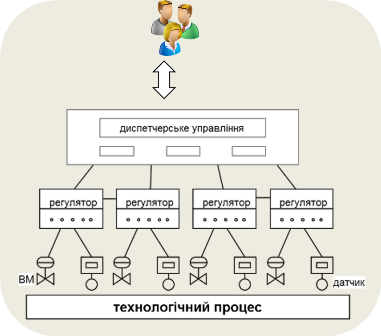 диспетчерське управління
регулятор регулятор регулятор регулятор
ВМ датчик
технологічний процес